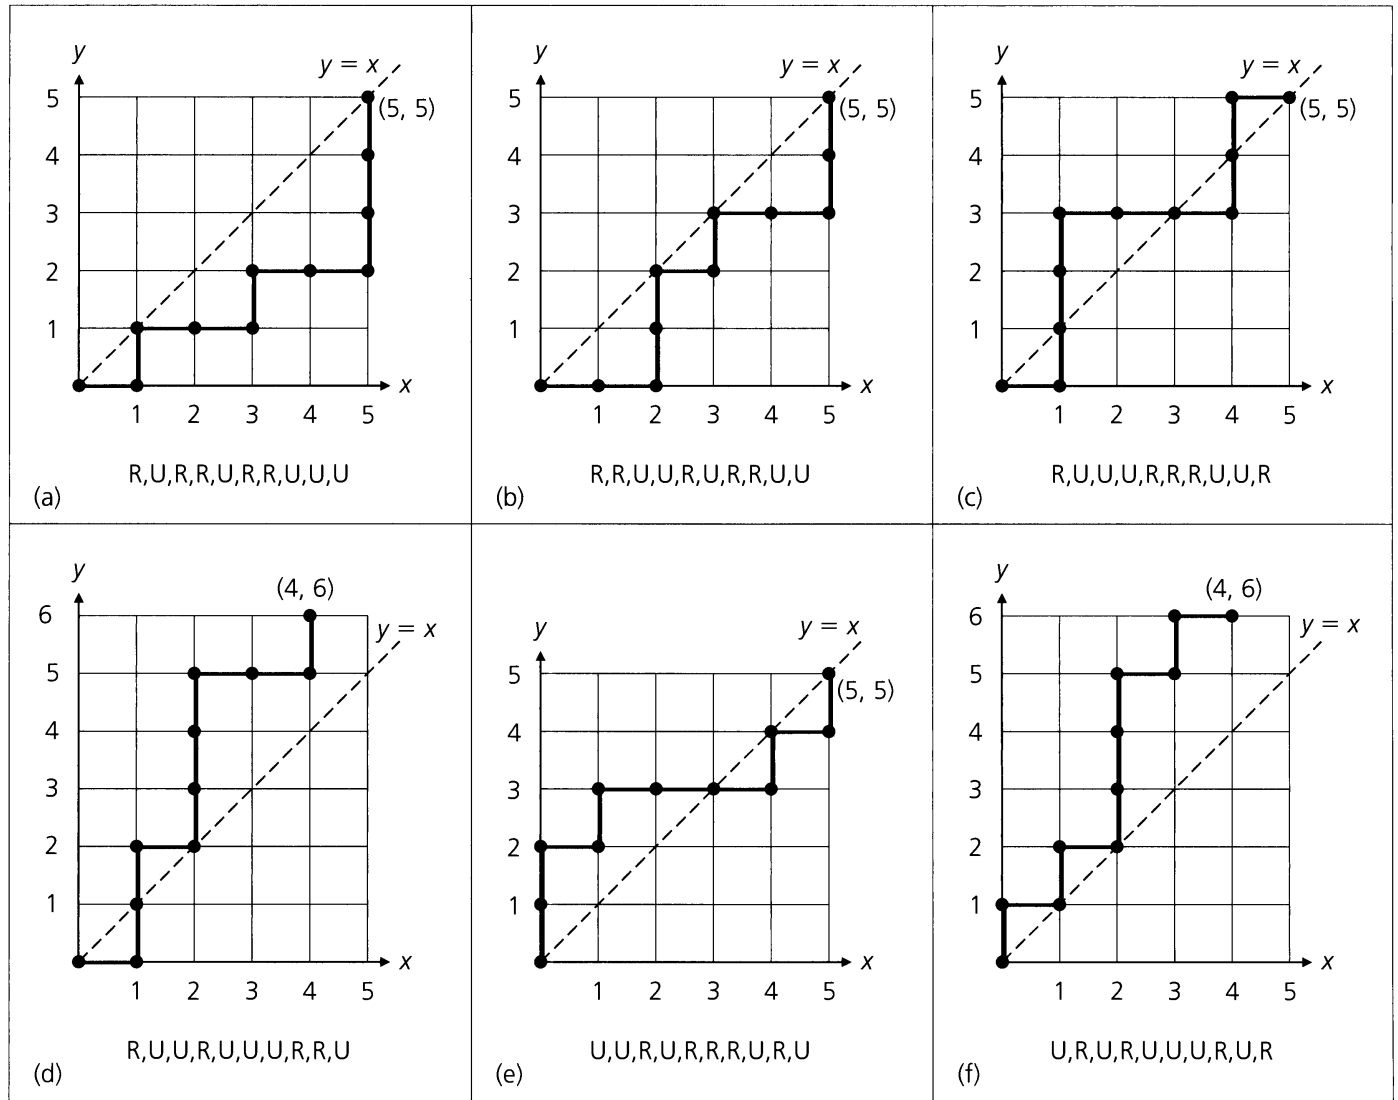 y
y = x
5
(5, 5)
4
3
2
1
x
1 2 3 4 5
R,U,R,R,U,R,R,U,U,U
(a)
y
y = x
5
(5, 5)
4
3
2
1
x
1 2 3 4 5
R,R,U,U,R,U,R,R,U,U
(b)
y
y = x
5
(5, 5)
4
3
2
1
x
1 2 3 4 5
R,U,U,U,R,R,R,U,U,R
(c)
y
(4, 6)
6
y = x
5
4
3
2
1
x
1 2 3 4 5
R,U,U,R,U,U,U,R,R,U
(d)
y
y = x
5
(5, 5)
4
3
2
1
x
1 2 3 4 5
U,U,R,U,R,R,R,U,R,U
(e)
y
(4, 6)
6
y = x
5
4
3
2
1
x
1 2 3 4 5
U,R,U,R,U,U,U,R,U,R
(f)